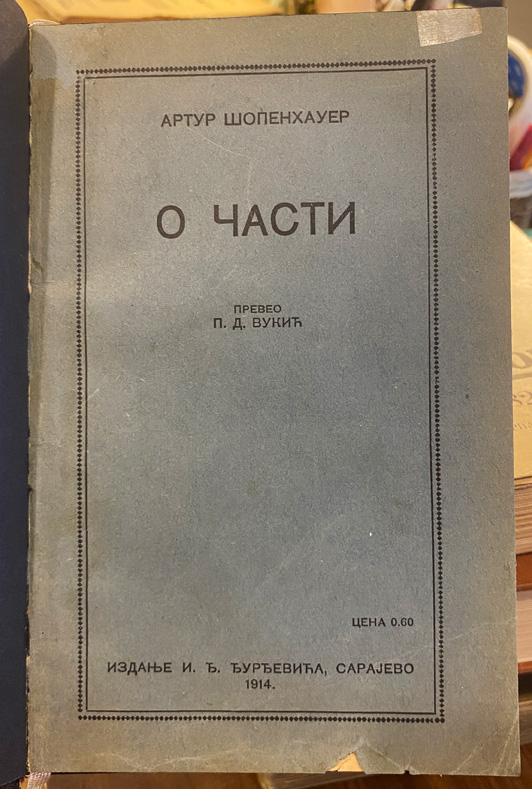 АРТУР ШОПЕНХАУЕР
О ЧАСТИ
ПРЕВЕО
П. Д. ВУКИЋ
ЦЕНА 0.60
ИЗДАЊЕ И. Ђ. ЂУРЂЕВИЋА, САРАЈЕВО
1914.